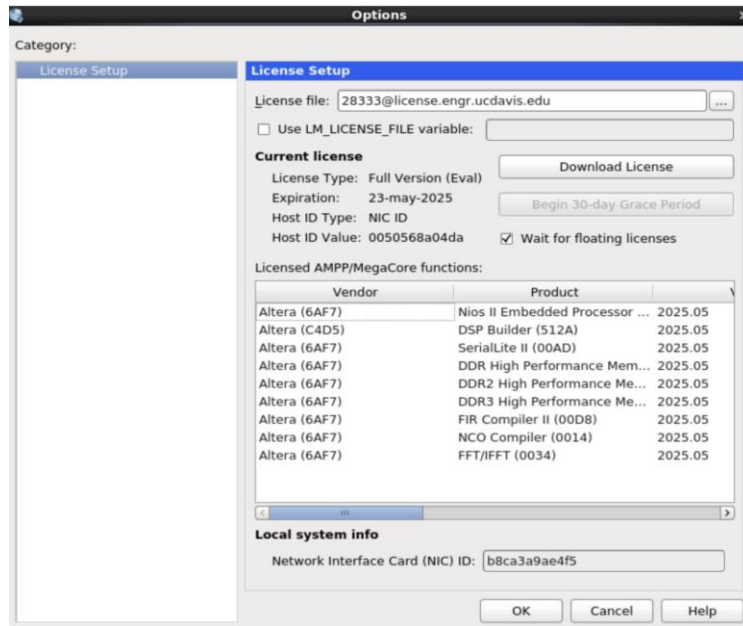 Options
Category:
License Setup
License Setup
License file: 28333@license.engr.ucdavis.edu ...
Use LM_LICENSE_FILE variable:
Current license
Download License
License Type: Full Version (Eval)
Expiration: 23-may-2025
Begin 30-day Grace Period
Host ID Type: NIC ID
Host ID Value: 0050568a04da Wait for floating licenses
Licensed AMPP/MegaCore functions:
Vendor Product V
Altera (6AF7) Nios II Embedded Processor ... 2025.05
Altera (C4D5) DSP Builder (512A) 2025.05
Altera (6AF7) SerialLite II (00AD) 2025.05
Altera (6AF7) DDR High Performance Mem... 2025.05
Altera (6AF7) DDR2 High Performance Me... 2025.05
Altera (6AF7) DDR3 High Performance Me... 2025.05
Altera (6AF7) FIR Compiler II (00D8) 2025.05
Altera (6AF7) NCO Compiler (0014) 2025.05
Altera (6AF7) FFT/IFFT (0034) 2025.05
Local system info
Network Interface Card (NIC) ID: b8ca3a9ae4f5
OK Cancel Help